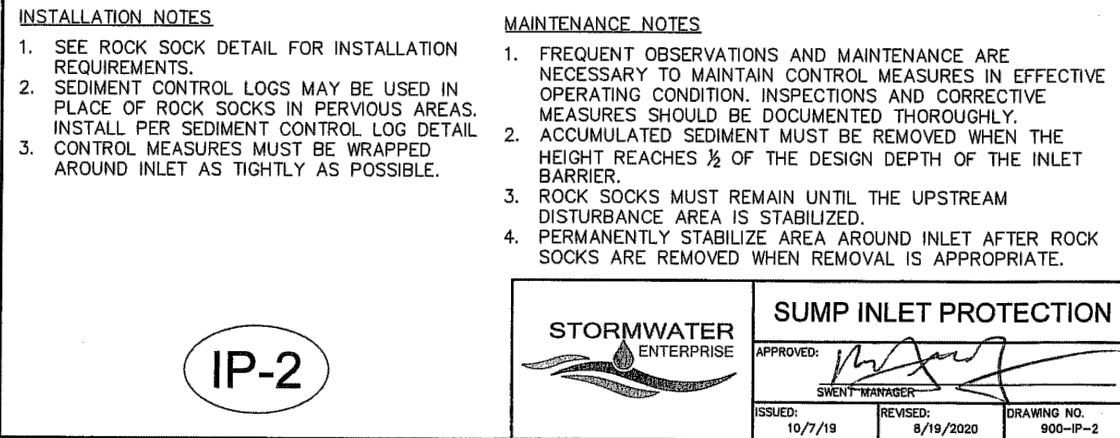 INSTALLATION NOTES
1. SEE ROCK SOCK DETAIL FOR INSTALLATION
REQUIREMENTS.
2. SEDIMENT CONTROL LOGS MAY BE USED IN
PLACE OF ROCK SOCKS IN PERVIOUS AREAS.
INSTALL PER SEDIMENT CONTROL LOG DETAIL
3. CONTROL MEASURES MUST BE WRAPPED
AROUND INLET AS TIGHTLY AS POSSIBLE.
MAINTENANCE NOTES
1. FREQUENT OBSERVATIONS AND MAINTENANCE ARE
NECESSARY TO MAINTAIN CONTROL MEASURES IN EFFECTIVE
OPERATING CONDITION. INSPECTIONS AND CORRECTIVE
MEASURES SHOULD BE DOCUMENTED THOROUGHLY.
2. ACCUMULATED SEDIMENT MUST BE REMOVED WHEN THE
HEIGHT REACHES ½ OF THE DESIGN DEPTH OF THE INLET
BARRIER.
3. ROCK SOCKS MUST REMAIN UNTIL THE UPSTREAM
DISTURBANCE AREA IS STABILIZED.
4. PERMANENTLY STABILIZE AREA AROUND INLET AFTER ROCK
SOCKS ARE REMOVED WHEN REMOVAL IS APPROPRIATE.
IP-2
STORMWATER
ENTERPRISE
SUMP INLET PROTECTION
APPROVED:
SWENT MANAGER
ISSUED:
10/7/19
REVISED:
8/19/2020
DRAWING NO.
900-IP-2